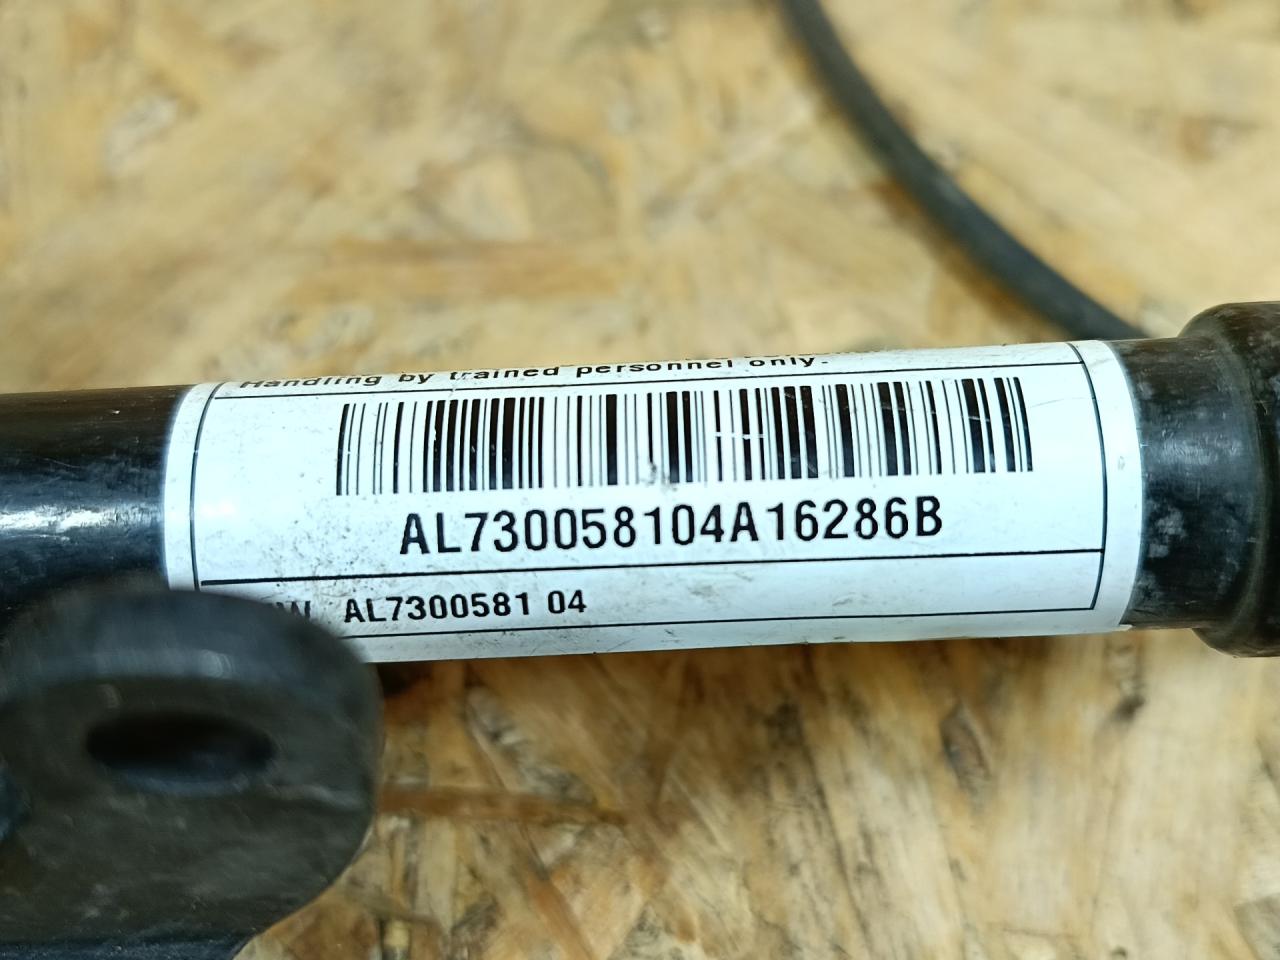 Handling by trained personnel only.
AL730058104A16286B
AL7300581 04